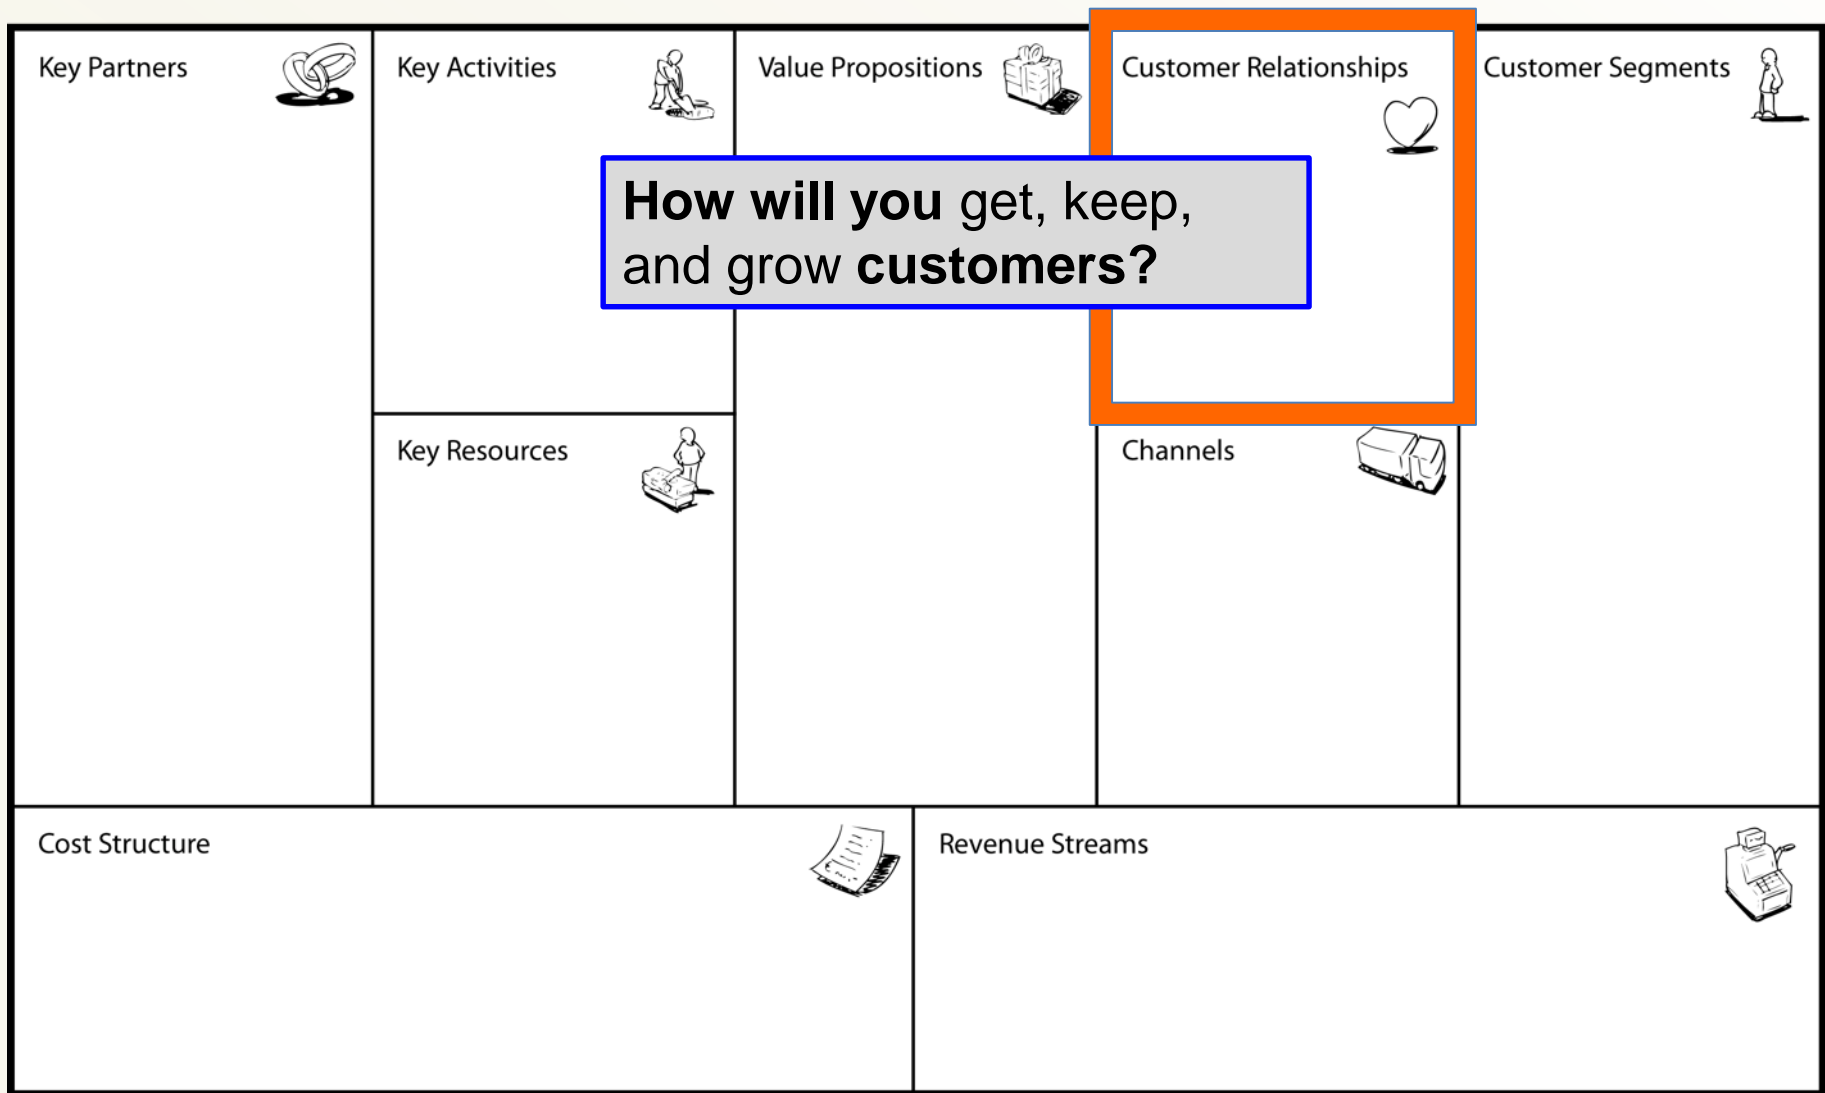 Key Partners
Key Activities
Value Propositions
Customer Relationships
Customer Segments
How will you get, keep,
and grow customers?
Key Resources
Channels
Cost Structure
Revenue Streams